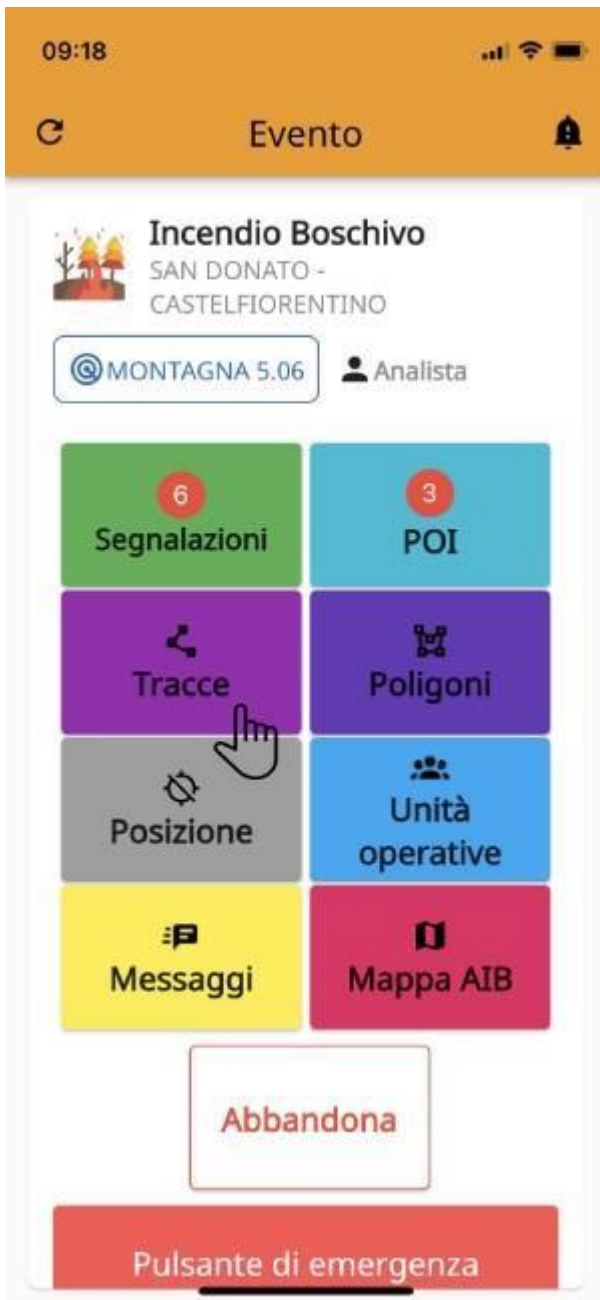 09:18
Evento
Incendio Boschivo
SAN DONATO -
CASTELFIORENTINO
MONTAGNA 5.06
Analista
6
Segnalazioni
3
POI
Tracce
Poligoni
Posizione
Unità
operative
Messaggi
Mappa AIB
Abbandona
Pulsante di emergenza